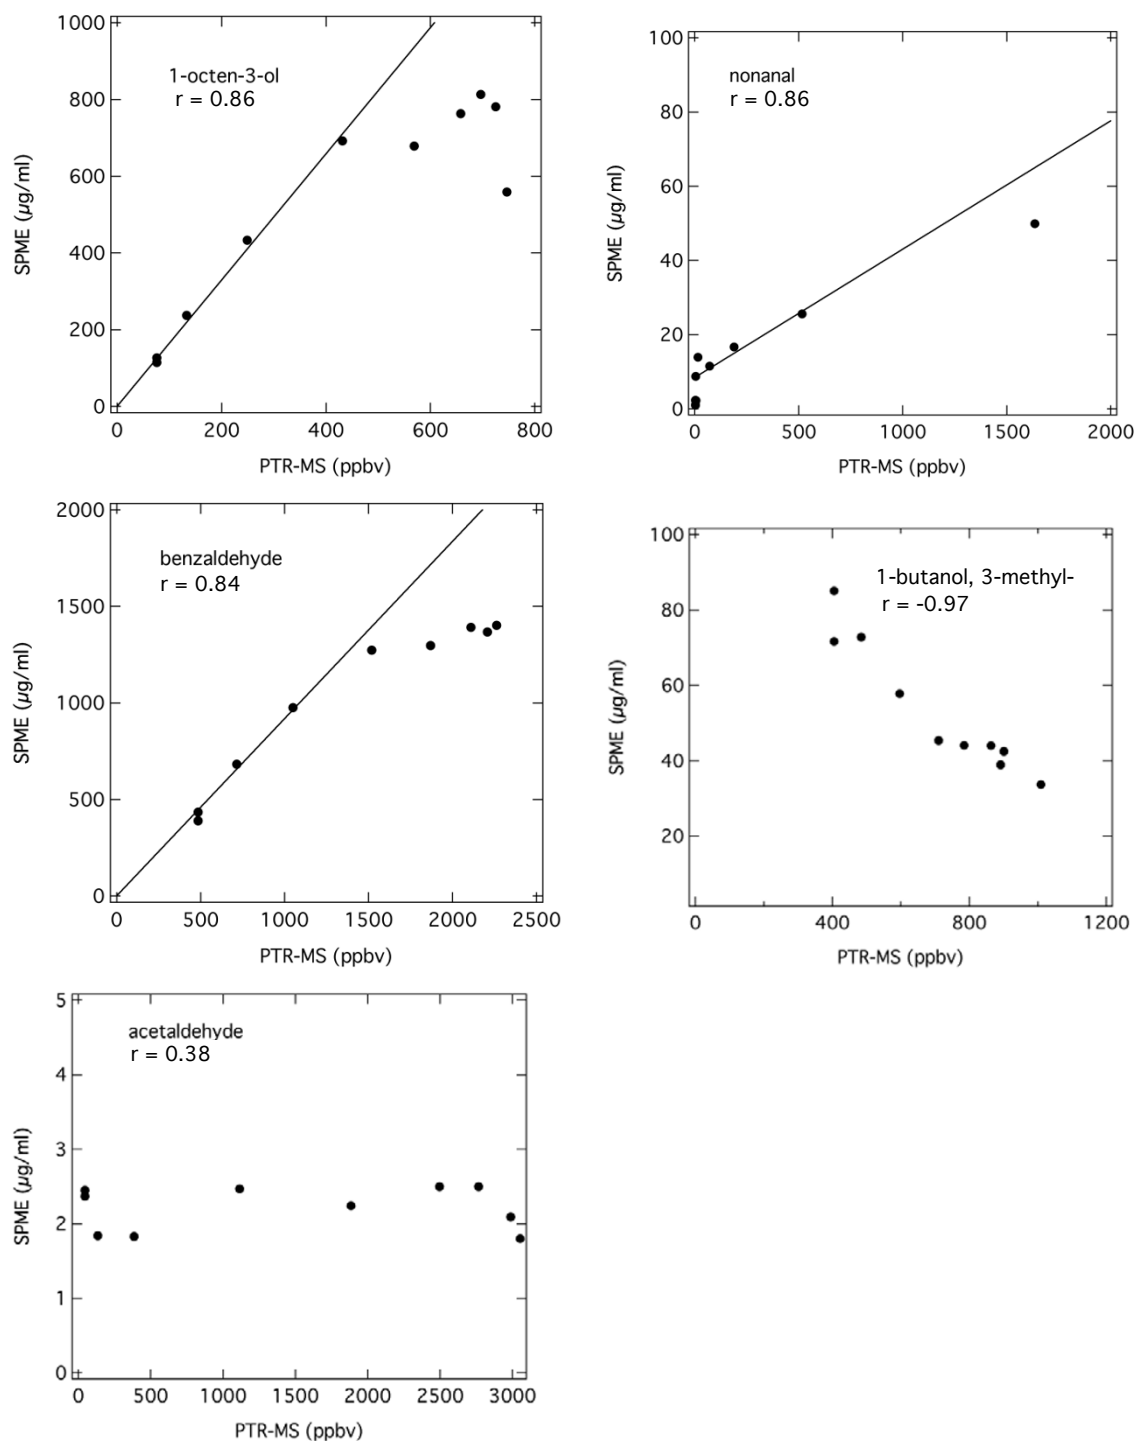 1-octen-3-ol
r = 0.86
1000
800
600
400
200
0
SPME (µg/ml)
0 200 400 600 800
PTR-MS (ppbv)
nonanal
r = 0.86
100
80
60
40
20
0
SPME (µg/ml)
0 500 1000 1500 2000
PTR-MS (ppbv)
benzaldehyde
r = 0.84
2000
1500
1000
500
0
SPME (µg/ml)
0 500 1000 1500 2000 2500
PTR-MS (ppbv)
1-butanol, 3-methyl-
r = -0.97
100
80
60
40
20
SPME (µg/ml)
0 400 800 1200
PTR-MS (ppbv)
acetaldehyde
r = 0.38
5
4
3
2
1
0
SPME (µg/ml)
0 500 1000 1500 2000 2500 3000
PTR-MS (ppbv)